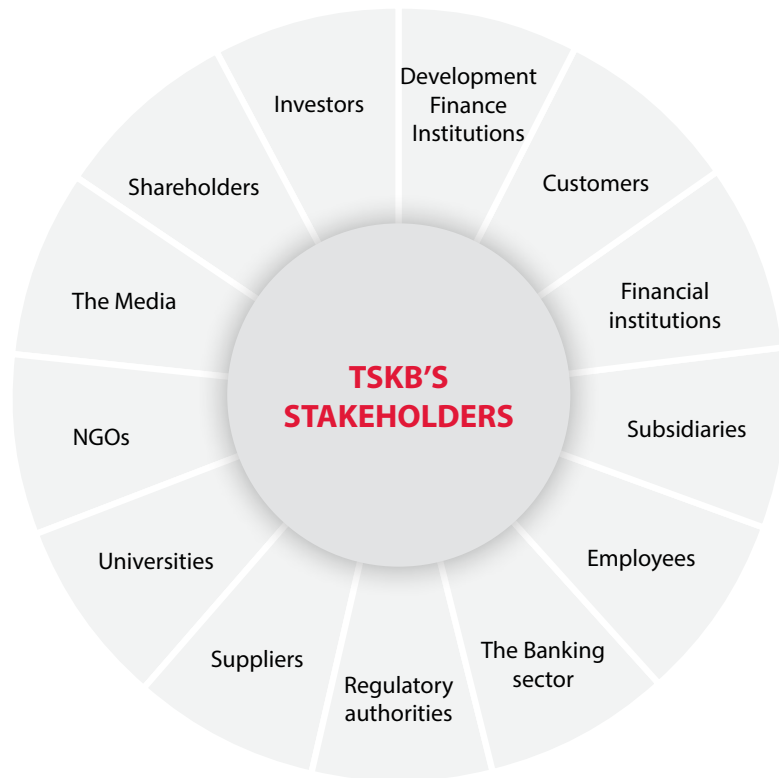 Development
Finance
Institutions
Customers
Financial
institutions
Subsidiaries
Employees
The Banking
sector
Regulatory
authorities
Suppliers
Universities
NGOs
The Media
Shareholders
Investors
TSKB'S
STAKEHOLDERS